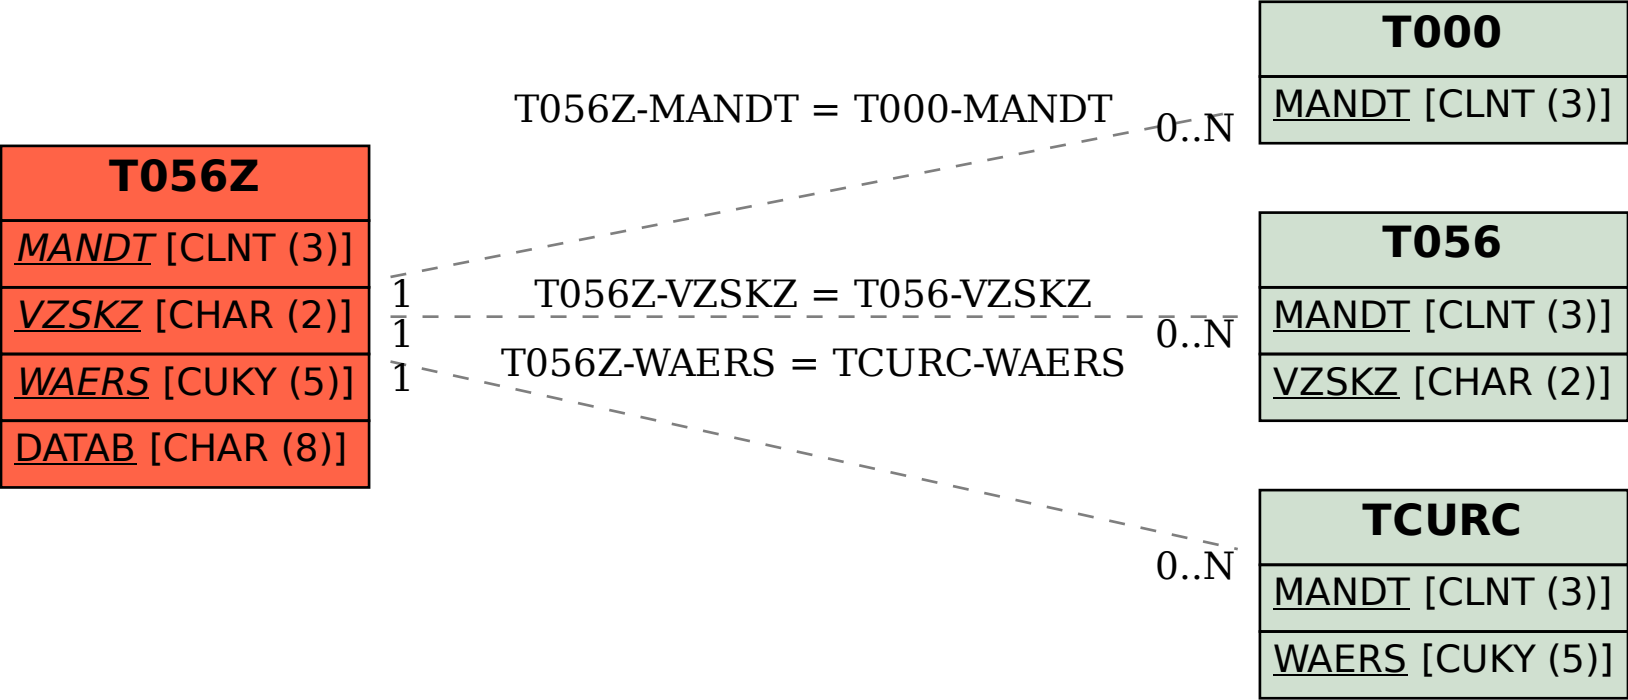 T056Z
MANDT [CLNT (3)]
VZSKZ [CHAR (2)]
WAERS [CUKY (5)]
DATAB [CHAR (8)]
T056Z-MANDT = T000-MANDT
0..N
1
T056Z-VZSKZ = T056-VZSKZ
0..N
1
T056Z-WAERS = TCURC-WAERS
0..N
1
T000
MANDT [CLNT (3)]
T056
MANDT [CLNT (3)]
VZSKZ [CHAR (2)]
TCURC
MANDT [CLNT (3)]
WAERS [CUKY (5)]